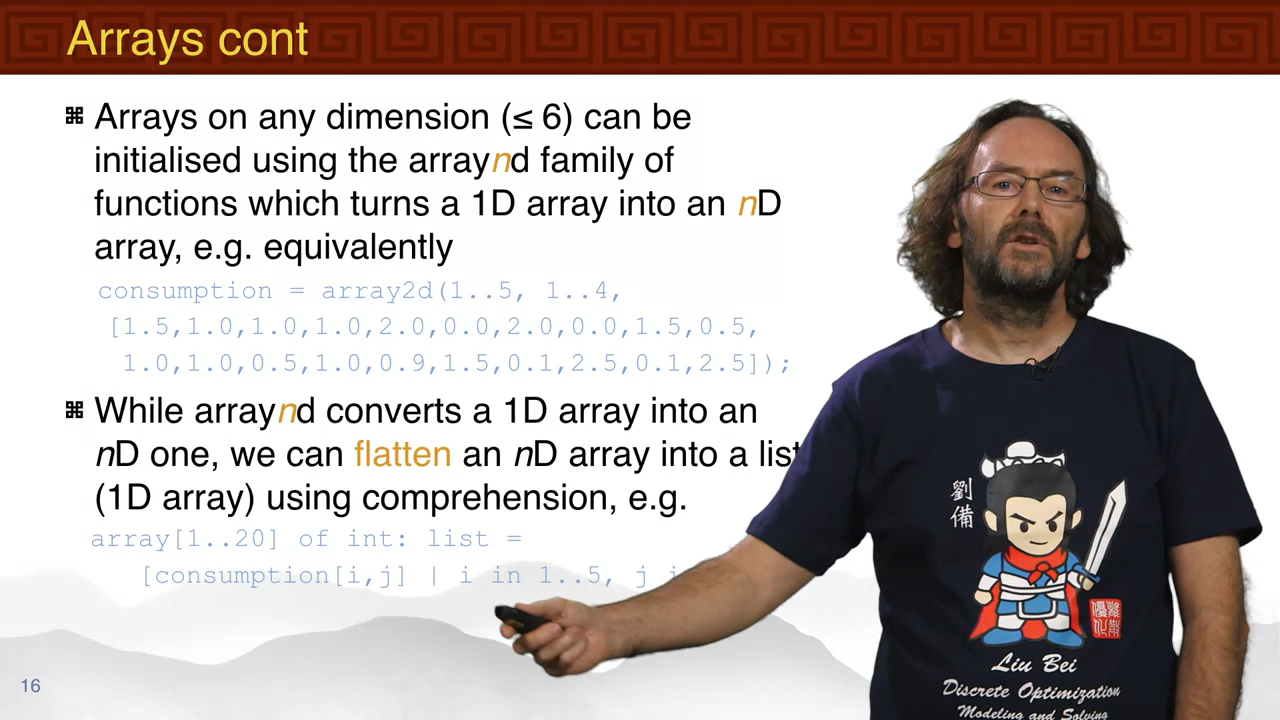 Arrays cont
⌘ Arrays on any dimension (≤ 6) can be
initialised using the arraynd family of
functions which turns a 1D array into an nD
array, e.g. equivalently
consumption = array2d(1..5, 1..4,
[1.5,1.0,1.0,1.0,2.0,0.0,2.0,0.0,1.5,0.5,
1.0,1.0,0.5,1.0,0.9,1.5,0.1,2.5,0.1,2.5]);
⌘ While arraynd converts a 1D array into an
nD one, we can flatten an nD array into a list
(1D array) using comprehension, e.g.
array[1..20] of int: list =
[consumption[i,j] | i in 1..5, j i
16
劉
備
Liu Bei
Discrete Optimization
Modeling and Solving